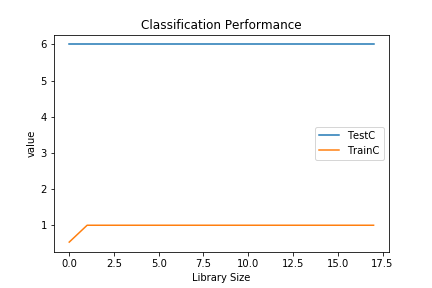 Classification Performance
6
5
4
3
2
1
value
TestC
TrainC
0.0 2.5 5.0 7.5 10.0 12.5 15.0 17.5
Library Size